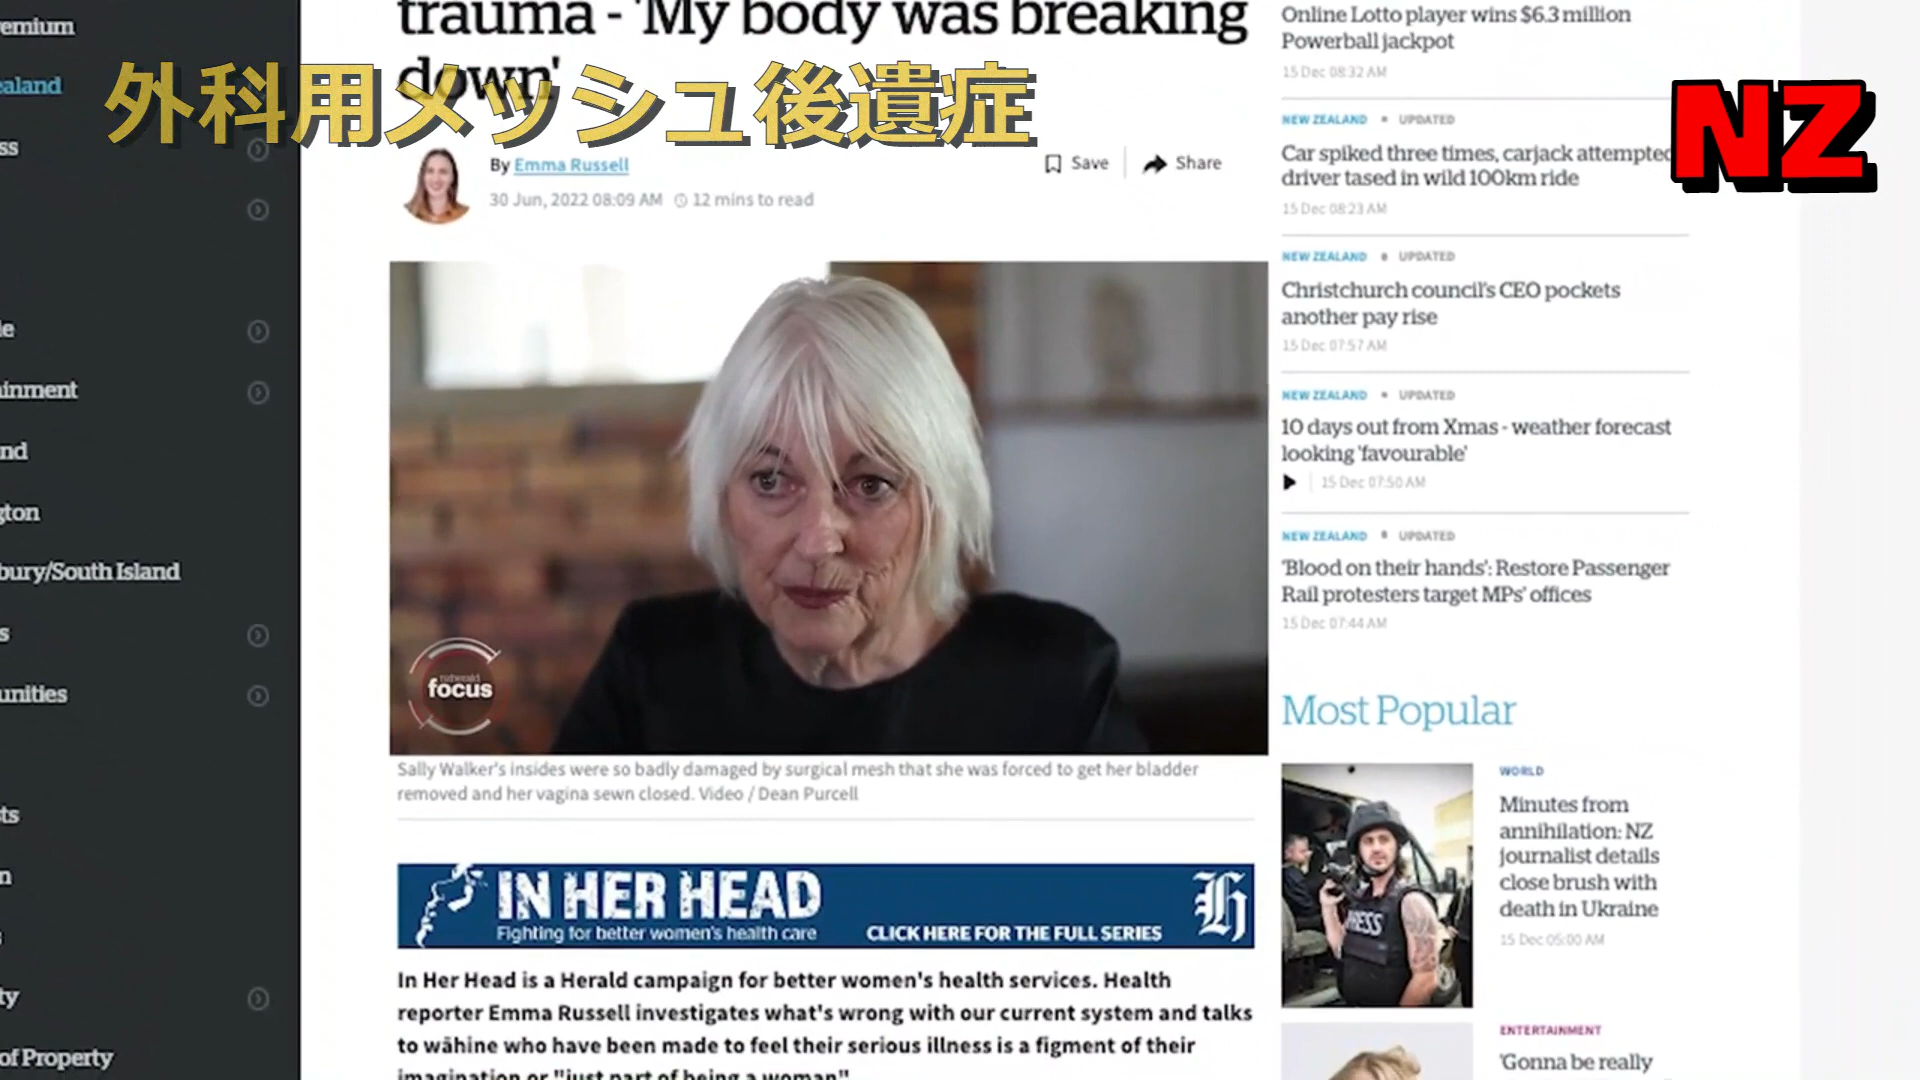 emium
ealand
ss
le
ainment
nd
gton
bury/South Island
s
unities
ts
n
ty
of Property
trauma - 'My body was breaking
down'
外科用メッシュ後遺症
NZ
By Emma Russell
30 Jun, 2022 08:09 AM 12 mins to read
Save
Share
focus
Sally Walker's insides were so badly damaged by surgical mesh that she was forced to get her bladder
removed and her vagina sewn closed. Video / Dean Purcell
IN HER HEAD
Fighting for better women's health care
CLICK HERE FOR THE FULL SERIES
In Her Head is a Herald campaign for better women's health services. Health
reporter Emma Russell investigates what's wrong with our current system and talks
to wāhine who have been made to feel their serious illness is a figment of their
imagination or "just part of being a woman".
Online Lotto player wins $6.3 million
Powerball jackpot
15 Dec 08:32 AM
NEW ZEALAND • UPDATED
Car spiked three times, carjack attempted
driver tased in wild 100km ride
15 Dec 08:23 AM
NEW ZEALAND • UPDATED
Christchurch council's CEO pockets
another pay rise
15 Dec 07:57 AM
NEW ZEALAND • UPDATED
10 days out from Xmas - weather forecast
looking 'favourable'
15 Dec 07:50 AM
NEW ZEALAND • UPDATED
'Blood on their hands': Restore Passenger
Rail protesters target MPs' offices
15 Dec 07:44 AM
Most Popular
WORLD
Minutes from
annihilation: NZ
journalist details
close brush with
death in Ukraine
15 Dec 05:00 AM
PRESS
ENTERTAINMENT
'Gonna be really